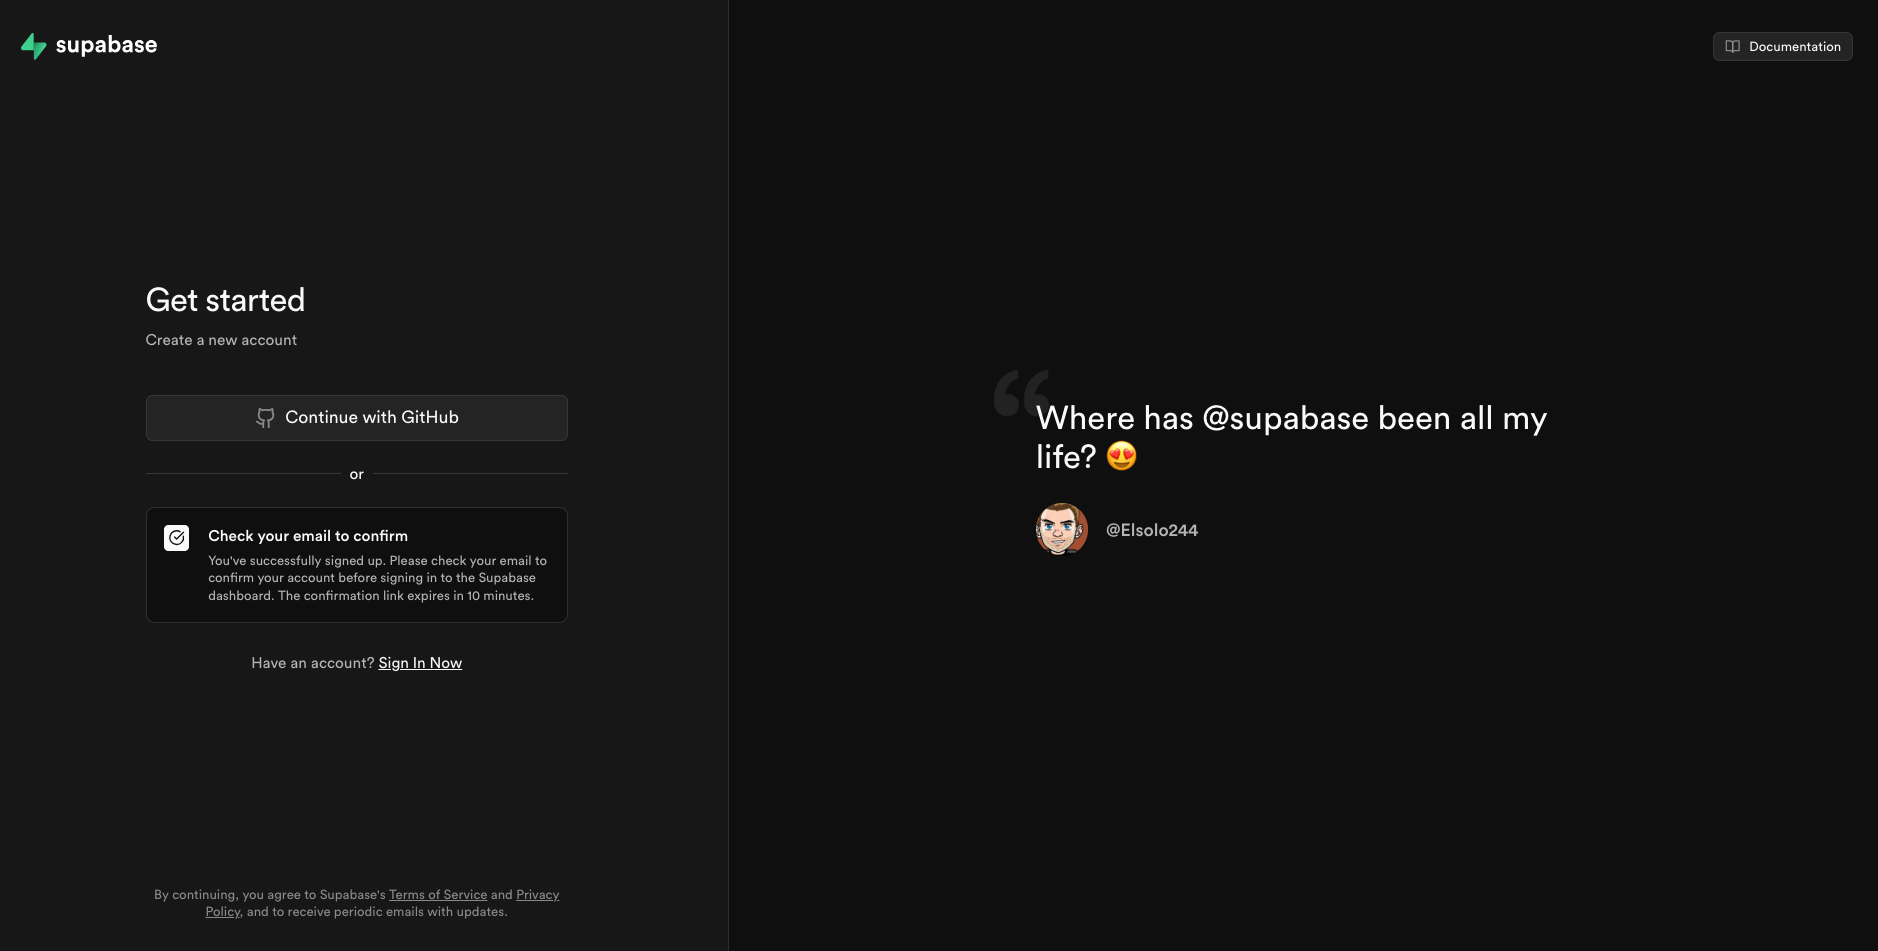 supabase
Documentation
Get started
Create a new account
Continue with GitHub
or
Check your email to confirm
You've successfully signed up. Please check your email to
confirm your account before signing in to the Supabase
dashboard. The confirmation link expires in 10 minutes.
Have an account? Sign In Now
By continuing, you agree to Supabase's Terms of Service and Privacy
Policy, and to receive periodic emails with updates.
“
Where has @supabase been all my
life? 😍
@Elsolo244